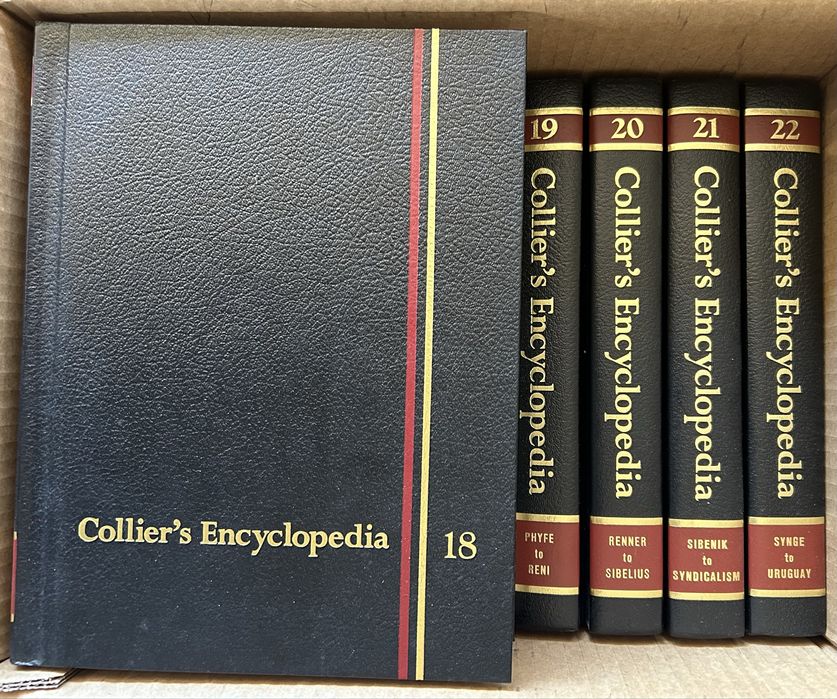 Collier's Encyclopedia
18
19
Collier's Encyclopedia
PHYFE
to
RENI
20
Collier's Encyclopedia
RENNER
to
SIBELIUS
21
Collier's Encyclopedia
SIBENIK
to
SYNDICALISM
22
Collier's Encyclopedia
SYNGE
to
URUGUAY